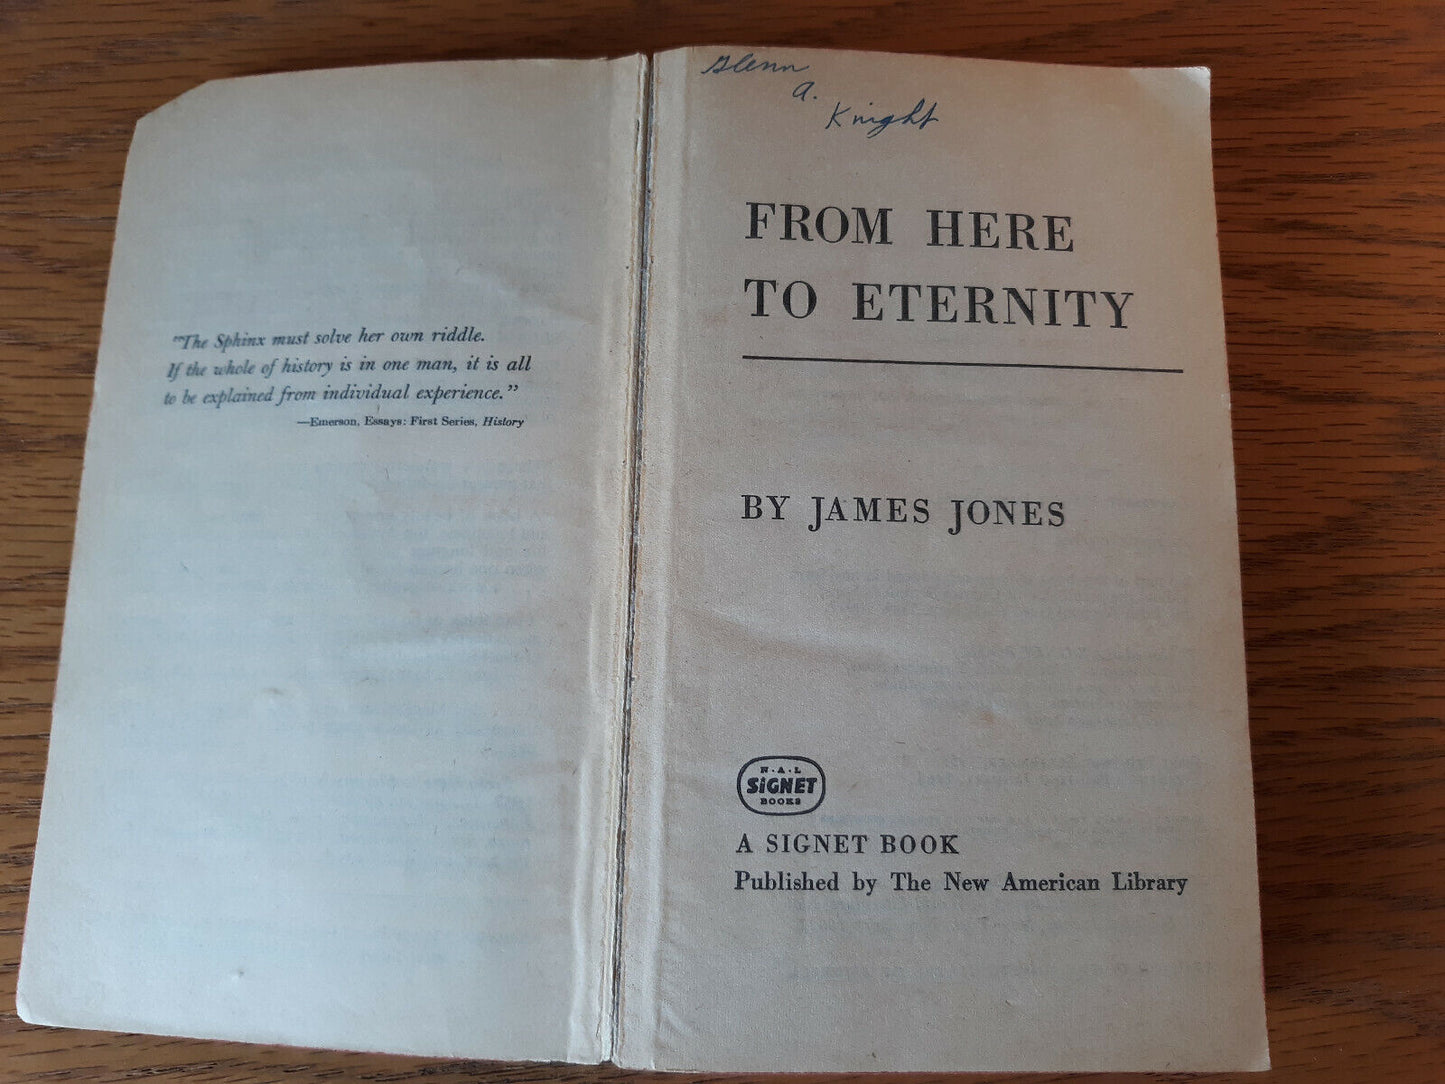 "The Sphinx must solve her own riddle.
If the whole of history is in one man, it is all
to be explained from individual experience."
—Emerson, Essays: First Series, History
Glenn
A.
Knight
FROM HERE
TO ETERNITY
BY JAMES JONES
N·A·L
SiGNET
BOOKS
A SIGNET BOOK
Published by The New American Library